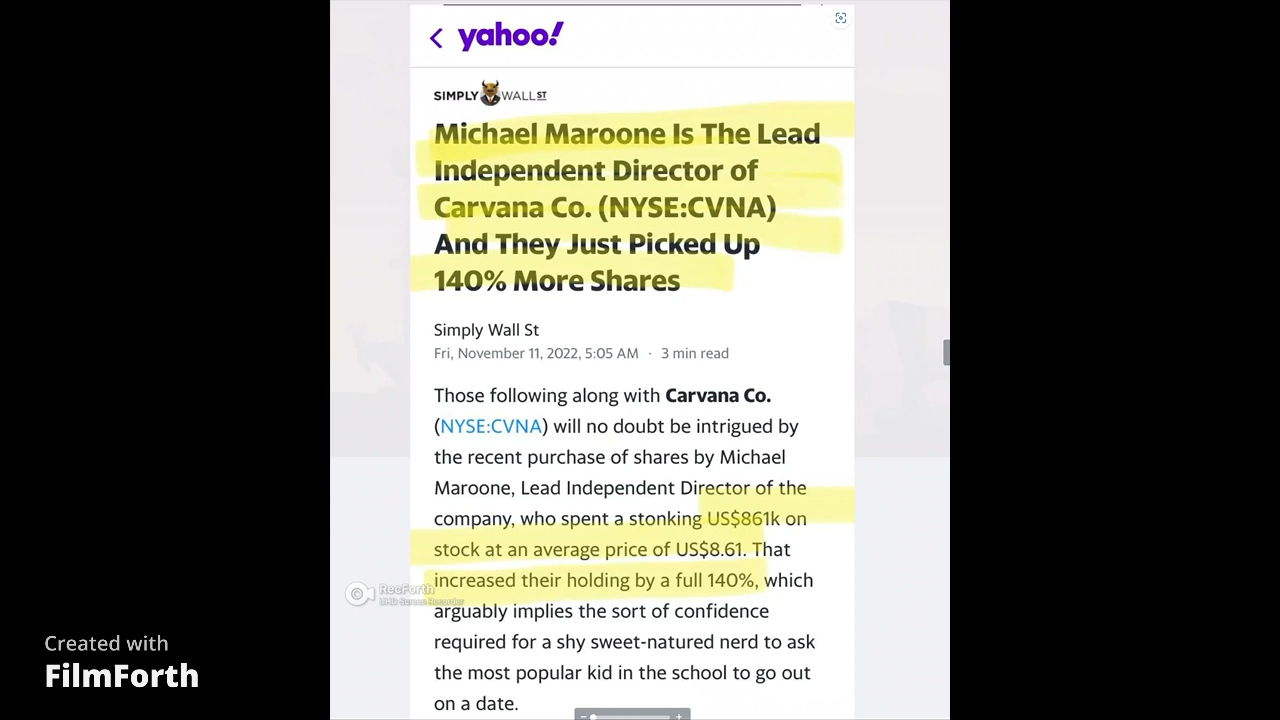 yahoo!
SIMPLY WALL ST
Michael Maroone Is The Lead
Independent Director of
Carvana Co. (NYSE:CVNA)
And They Just Picked Up
140% More Shares
Simply Wall St
Fri, November 11, 2022, 5:05 AM · 3 min read
Those following along with Carvana Co.
(NYSE:CVNA) will no doubt be intrigued by
the recent purchase of shares by Michael
Maroone, Lead Independent Director of the
company, who spent a stonking US$861k on
stock at an average price of US$8.61. That
increased their holding by a full 140%, which
arguably implies the sort of confidence
required for a shy sweet-natured nerd to ask
the most popular kid in the school to go out
on a date.
RecForth
UHD Screen Recorder
Created with
FilmForth